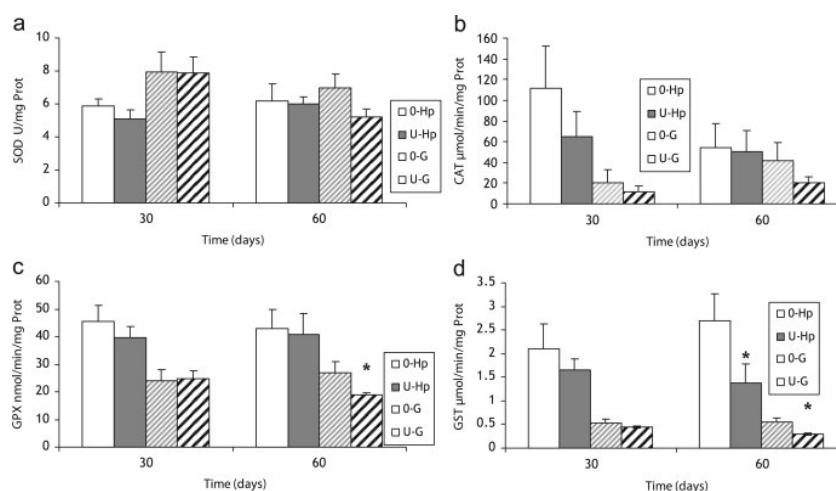 a
SOD U/mg Prot
10
8
6
4
2
0
30
60
Time (days)
0-Hp
U-Hp
0-G
U-G
b
CAT µmol/min/mg Prot
160
140
120
100
80
60
40
20
0
30
60
Time (days)
0-Hp
U-Hp
0-G
U-G
c
GPX nmol/min/mg Prot
60
50
40
30
20
10
0
30
60
Time (days)
*
0-Hp
U-Hp
0-G
U-G
d
GST µmol/min/mg Prot
3.5
3
2.5
2
1.5
1
0.5
0
30
60
Time (days)
*
*
0-Hp
U-Hp
0-G
U-G